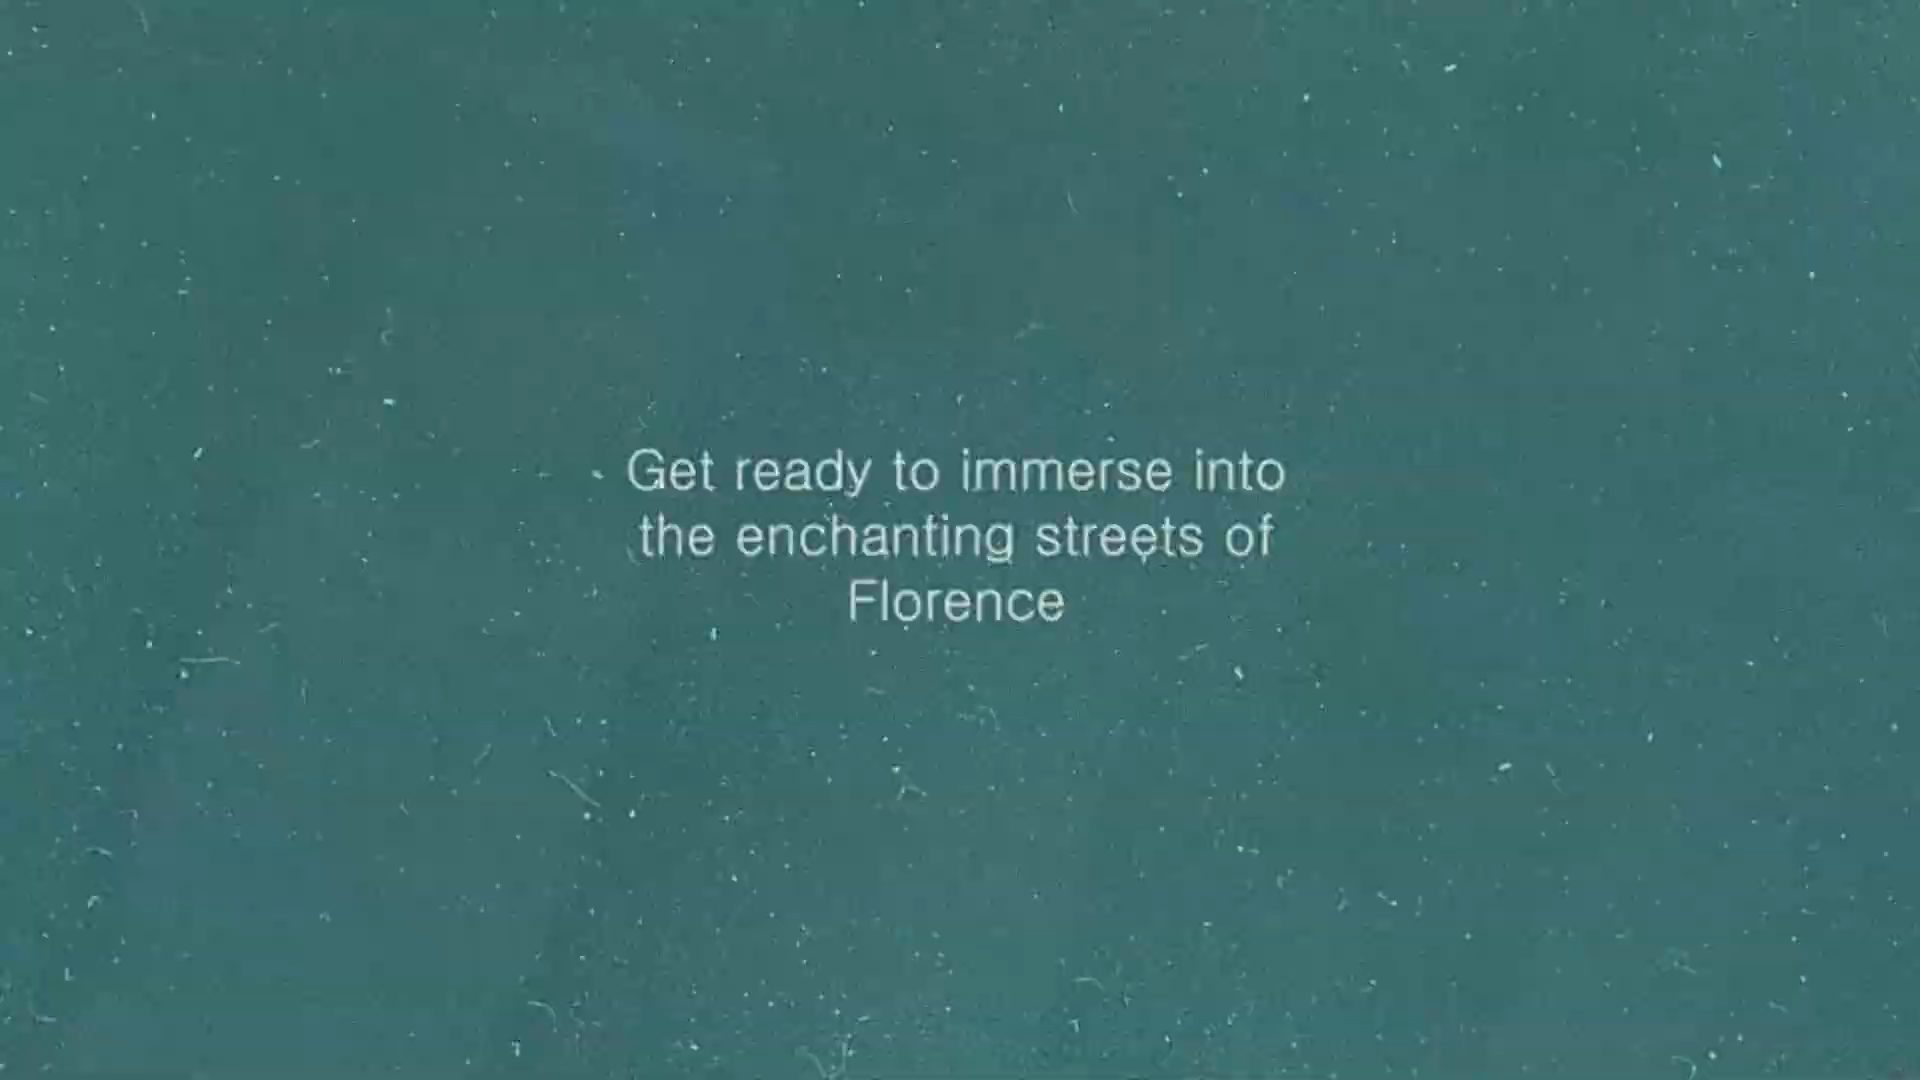 Get ready to immerse into
the enchanting streets of
Florence